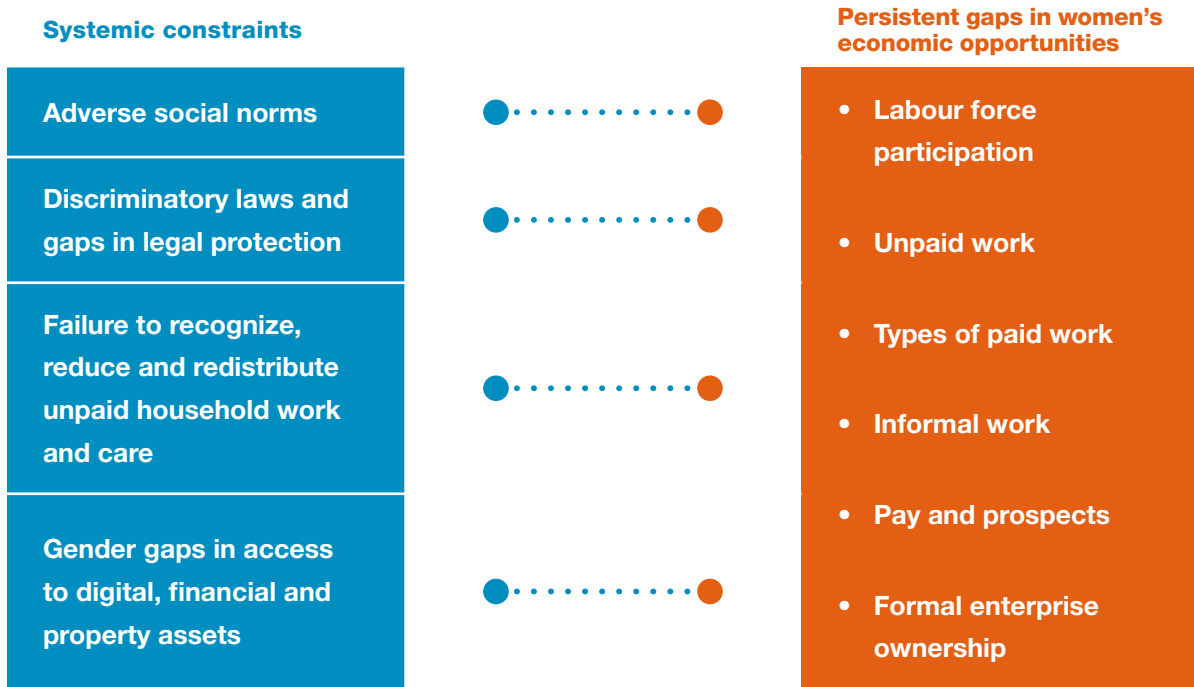 Systemic constraints
Adverse social norms
Discriminatory laws and
gaps in legal protection
Failure to recognize,
reduce and redistribute
unpaid household work
and care
Gender gaps in access
to digital, financial and
property assets
Persistent gaps in women’s
economic opportunities
• Labour force
participation
• Unpaid work
• Types of paid work
• Informal work
• Pay and prospects
• Formal enterprise
ownership